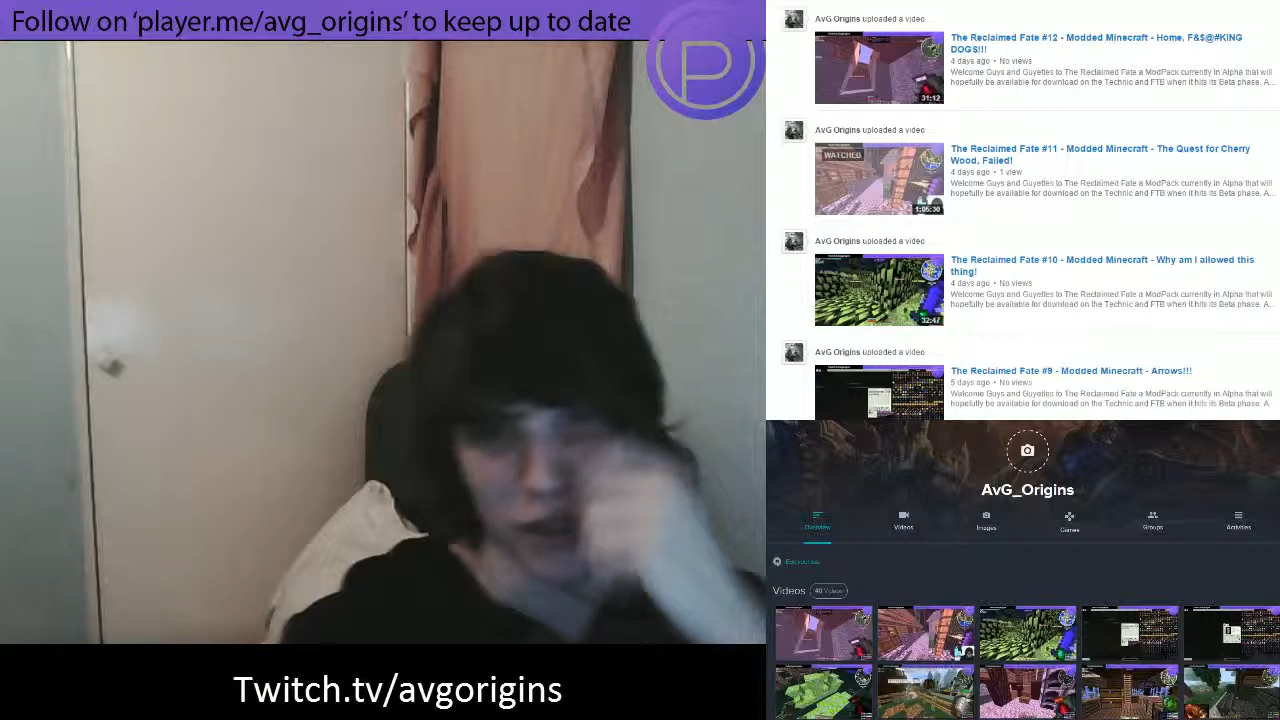 Follow on 'player.me/avg_origins' to keep up to date
P
AvG Origins uploaded a video
The Reclaimed Fate #12 - Modded Minecraft - Home, F&$@#KING
DOGS!!!
4 days ago • No views
Welcome Guys and Guyettes to The Reclaimed Fate a ModPack currently in Alpha that will
hopefully be available for download on the Technic and FTB when it hits its Beta phase. A...
31:12
AvG Origins uploaded a video
WATCHED
The Reclaimed Fate #11 - Modded Minecraft - The Quest for Cherry
Wood, Failed!
4 days ago • 1 view
Welcome Guys and Guyettes to The Reclaimed Fate a ModPack currently in Alpha that will
hopefully be available for download on the Technic and FTB when it hits its Beta phase. A...
1:05:30
AvG Origins uploaded a video
The Reclaimed Fate #10 - Modded Minecraft - Why am I allowed this
thing!
4 days ago • No views
Welcome Guys and Guyettes to The Reclaimed Fate a ModPack currently in Alpha that will
hopefully be available for download on the Technic and FTB when it hits its Beta phase. A...
32:47
AvG Origins uploaded a video
The Reclaimed Fate #9 - Modded Minecraft - Arrows!!!
5 days ago • No views
Welcome Guys and Guyettes to The Reclaimed Fate a ModPack currently in Alpha that will
hopefully be available for download on the Technic and FTB when it hits its Beta phase. A
AvG_Origins
Overview
Videos
Images
Games
Groups
Activities
Edit your bio
Videos 40 Videos
Twitch.tv/avgorigins